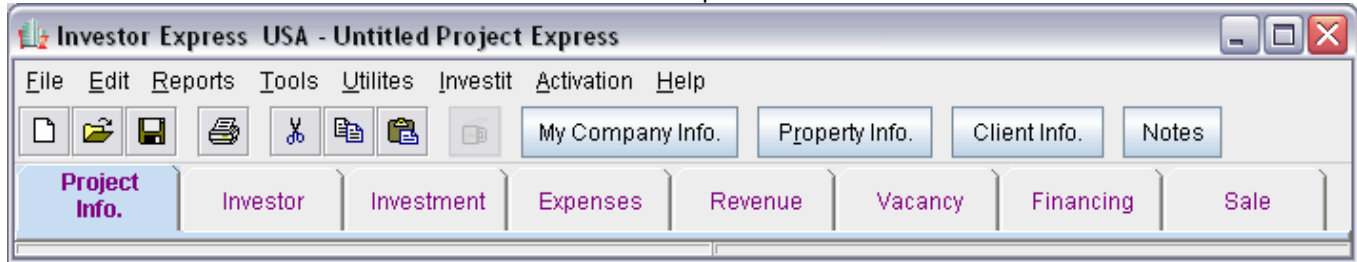 Investor Express USA - Untitled Project Express
File Edit Reports Tools Utilites Investit Activation Help
My Company Info. Property Info. Client Info. Notes
Project Info. Investor Investment Expenses Revenue Vacancy Financing Sale